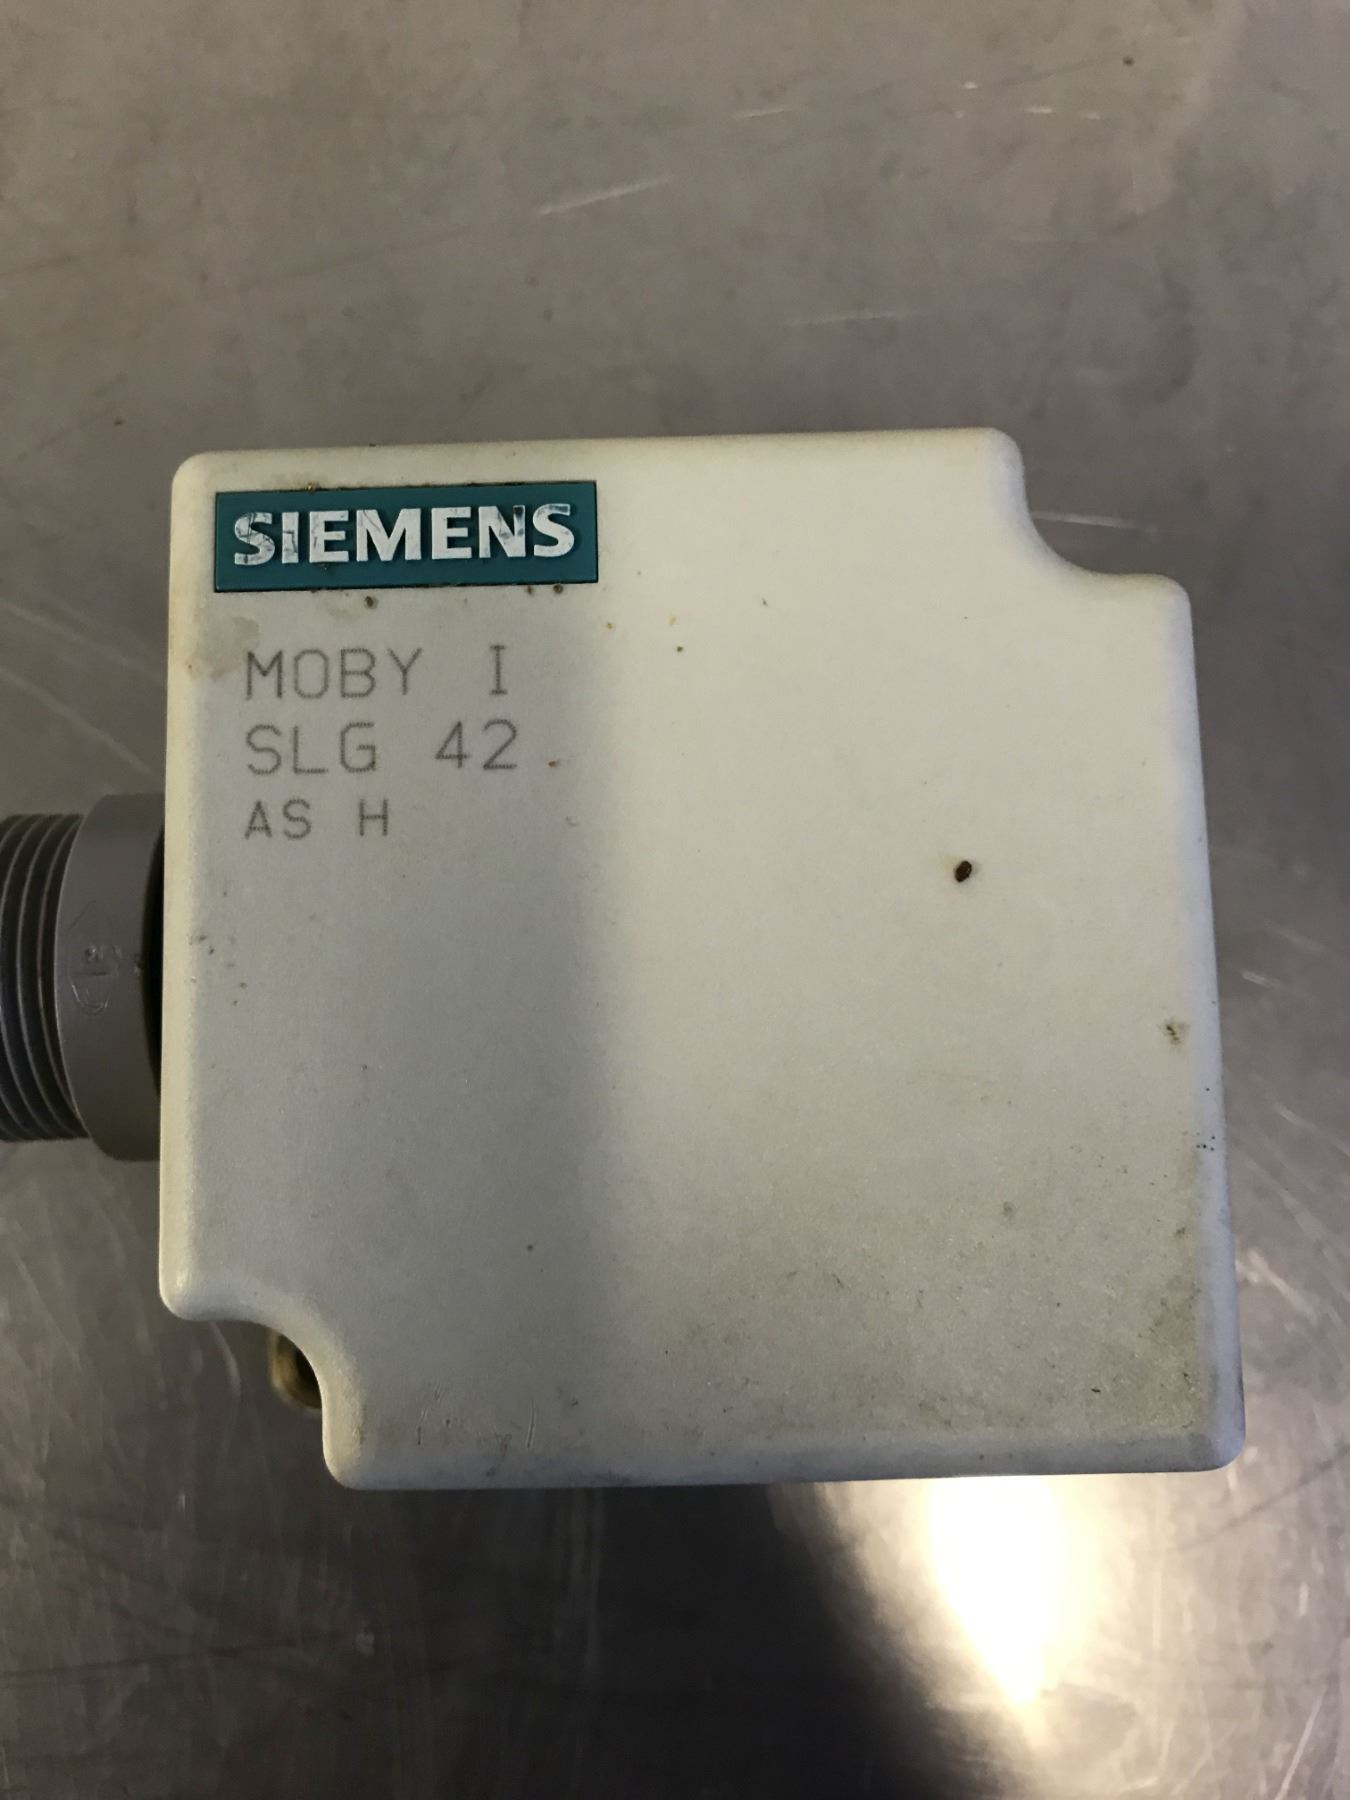 SIEMENS
MOBY I
SLG 42
AS H